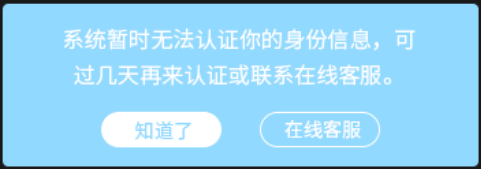 系统暂时无法认证你的身份信息，可
过几天再来认证或联系在线客服。
知道了
在线客服